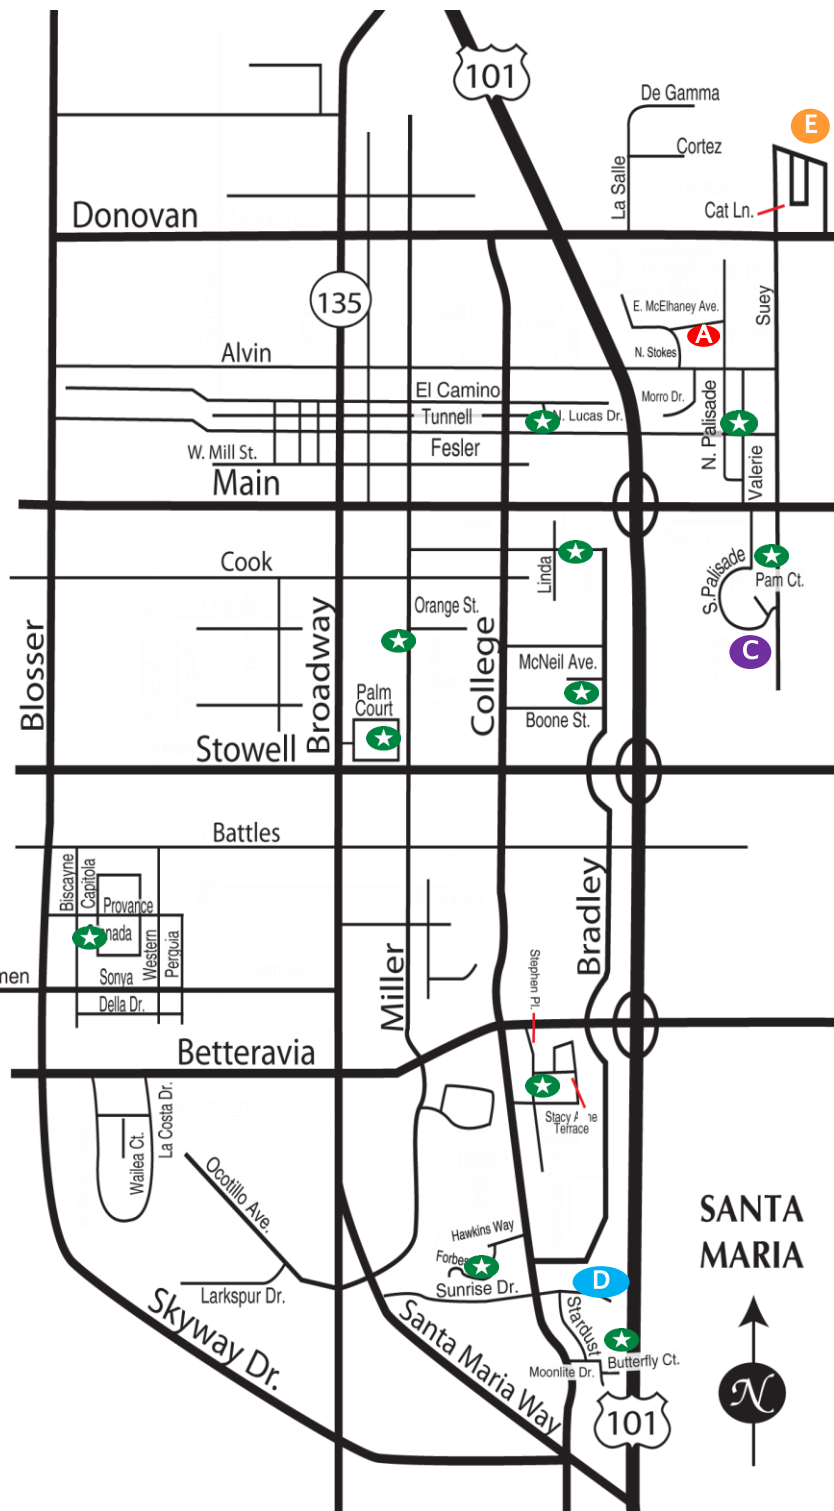 101
De Gamma
E
Cortez
La Salle
Cat Ln.
Donovan
135
Suey
E. McElhaney Ave.
A
N. Stokes
Alvin
El Camino
Morro Dr.
N. Palisade
Tunnell
N. Lucas Dr.
W. Mill St.
Fesler
Valerie
Main
Cook
Linda
S.Palisade
Pam Ct.
Orange St.
C
Blosser
Broadway
College
McNeil Ave.
Palm
Court
Boone St.
Stowell
Battles
Biscayne
Capitola
Provance
Bradley
Western
Perguia
Sonya
Miller
Stephen Pl.
Della Dr.
Betteravia
La Costa Dr.
Wailea Ct.
Stacy
Terrace
Ocotillo Ave.
SANTA
MARIA
Hawkins Way
Forbes
D
Sunrise Dr.
Larkspur Dr.
Skyway Dr.
Santa Maria Way
Stardust
Butterfly Ct.
Moonlite Dr.
N
101